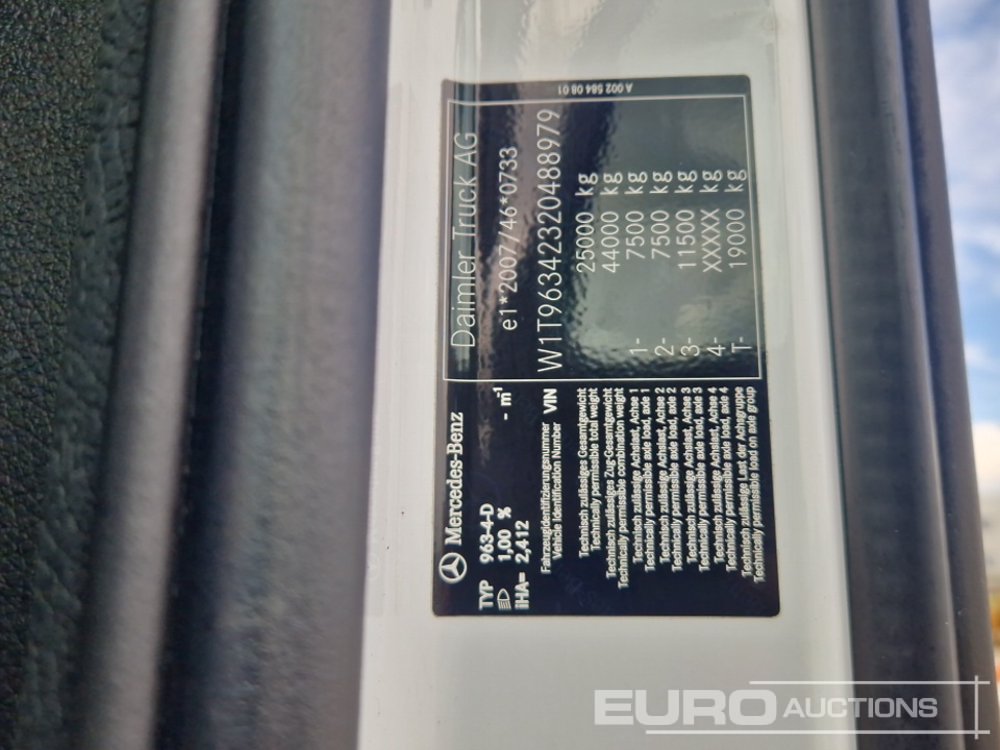 A 002 584 08 01
Mercedes-Benz
Daimler Truck AG
TYP 963-4-D
1,00 %
- m⁻¹
e1*2007/46*0733
iHA= 2,412
Fahrzeugidentifizierungsnummer
Vehicle Identification Number
VIN
W1T96342320488979
Technisch zulässiges Gesamtgewicht
Technically permissible total weight
25000 kg
Technisch zulässiges Zug-Gesamtgewicht
Technically permissible combination weight
44000 kg
Technisch zulässige Achslast, Achse 1
Technically permissible axle load, axle 1
1- 7500 kg
Technisch zulässige Achslast, Achse 2
Technically permissible axle load, axle 2
2- 7500 kg
Technisch zulässige Achslast, Achse 3
Technically permissible axle load, axle 3
3- 11500 kg
Technisch zulässige Achslast, Achse 4
Technically permissible axle load, axle 4
4- XXXXX kg
Technisch zulässige Last der Achsgruppe
Technically permissible load on axle group
T- 19000 kg
EURO AUCTIONS